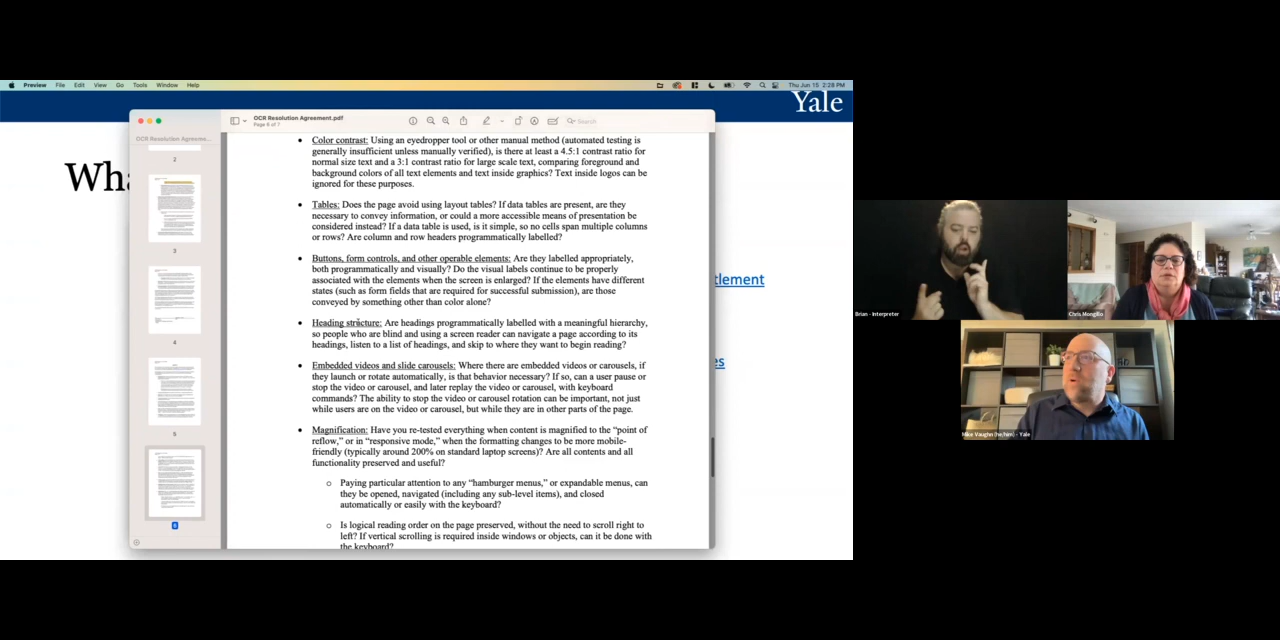 Preview File Edit View Go Tools Window Help
Thu Jun 15 2:28 PM
Yale
Wha
tlement
es
OCR Resolution Agreement.pdf
Page 6 of 7
Search
OCR Resolution Agreeme...
2
3
4
5
6
• Color contrast: Using an eyedropper tool or other manual method (automated testing is
generally insufficient unless manually verified), is there at least a 4.5:1 contrast ratio for
normal size text and a 3:1 contrast ratio for large scale text, comparing foreground and
background colors of all text elements and text inside graphics? Text inside logos can be
ignored for these purposes.
• Tables: Does the page avoid using layout tables? If data tables are present, are they
necessary to convey information, or could a more accessible means of presentation be
considered instead? If a data table is used, is it simple, so no cells span multiple columns
or rows? Are column and row headers programmatically labelled?
• Buttons, form controls, and other operable elements: Are they labelled appropriately,
both programmatically and visually? Do the visual labels continue to be properly
associated with the elements when the screen is enlarged? If the elements have different
states (such as form fields that are required for successful submission), are those
conveyed by something other than color alone?
• Heading structure: Are headings programmatically labelled with a meaningful hierarchy,
so people who are blind and using a screen reader can navigate a page according to its
headings, listen to a list of headings, and skip to where they want to begin reading?
• Embedded videos and slide carousels: Where there are embedded videos or carousels, if
they launch or rotate automatically, is that behavior necessary? If so, can a user pause or
stop the video or carousel, and later replay the video or carousel, with keyboard
commands? The ability to stop the video or carousel rotation can be important, not just
while users are on the video or carousel, but while they are in other parts of the page.
• Magnification: Have you re-tested everything when content is magnified to the “point of
reflow,” or in “responsive mode,” when the formatting changes to be more mobile-
friendly (typically around 200% on standard laptop screens)? Are all contents and all
functionality preserved and useful?
o Paying particular attention to any “hamburger menus,” or expandable menus, can
they be opened, navigated (including any sub-level items), and closed
automatically or easily with the keyboard?
o Is logical reading order on the page preserved, without the need to scroll right to
left? If vertical scrolling is required inside windows or objects, can it be done with
the keyboard?
Brian - Interpreter
Chris Mongillo
Mike Vaughn (he/him) - Yale